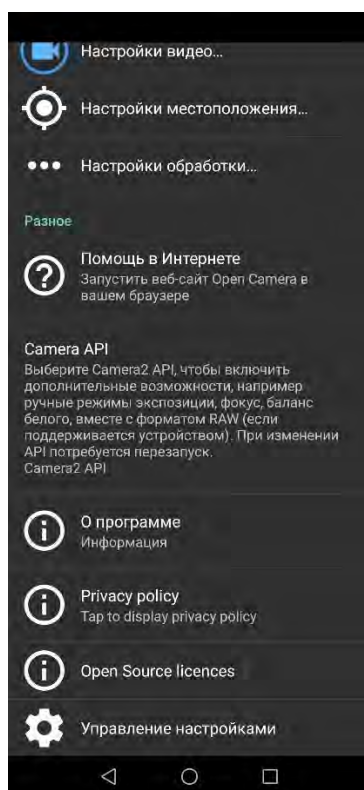 Настройки видео...
Настройки местоположения...
Настройки обработки...
Разное
Помощь в Интернете
Запустить веб-сайт Open Camera в
вашем браузере
Camera API
Выберите Camera2 API, чтобы включить
дополнительные возможности, например
ручные режимы экспозиции, фокус, баланс
белого, вместе с форматом RAW (если
поддерживается устройством). При изменении
API потребуется перезапуск.
Camera2 API
О программе
Информация
Privacy policy
Tap to display privacy policy
Open Source licences
Управление настройками